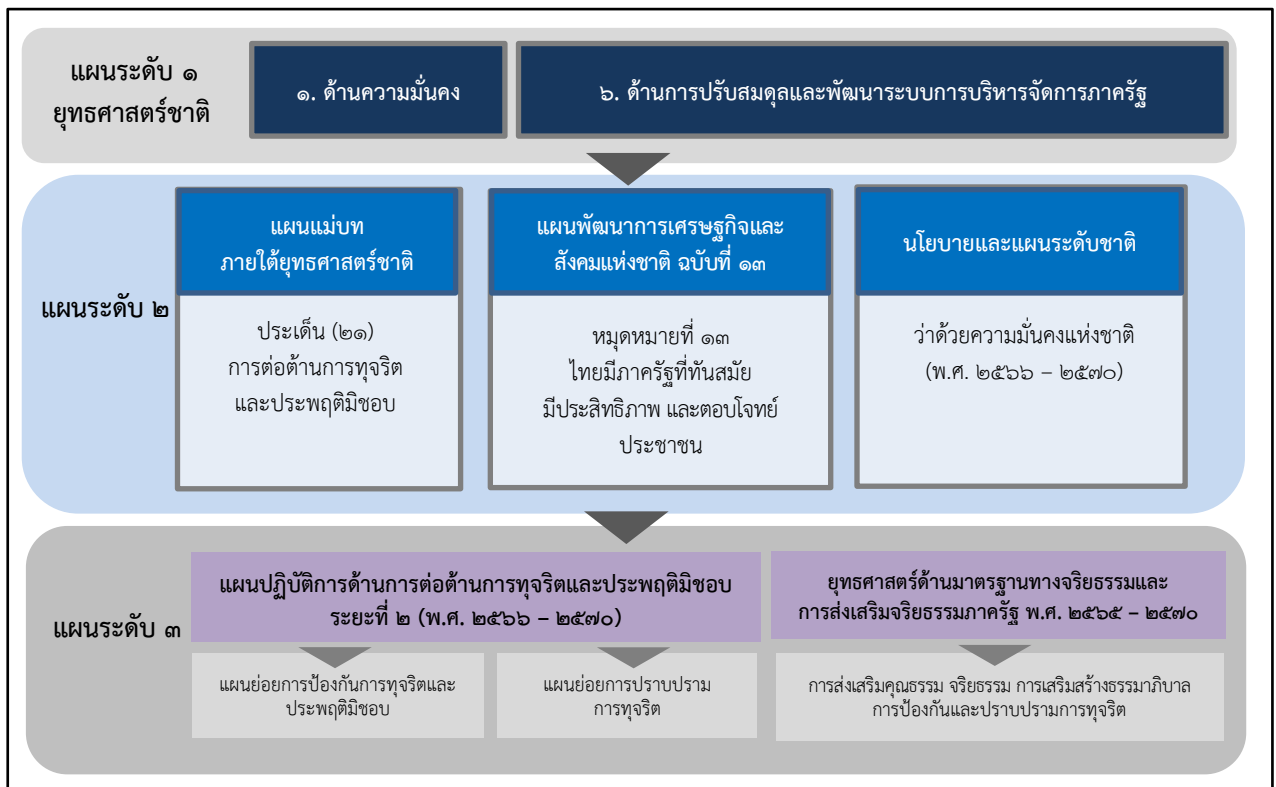 แผนระดับ ๑
ยุทธศาสตร์ชาติ
๑. ด้านความมั่นคง
๖. ด้านการปรับสมดุลและพัฒนาระบบการบริหารจัดการภาครัฐ
แผนระดับ ๒
แผนแม่บท
ภายใต้ยุทธศาสตร์ชาติ
ประเด็น (๒๑)
การต่อต้านการทุจริต
และประพฤติมิชอบ
แผนพัฒนาการเศรษฐกิจและ
สังคมแห่งชาติ ฉบับที่ ๑๓
หมุดหมายที่ ๑๓
ไทยมีภาครัฐที่ทันสมัย
มีประสิทธิภาพ และตอบโจทย์
ประชาชน
นโยบายและแผนระดับชาติ
ว่าด้วยความมั่นคงแห่งชาติ
(พ.ศ. ๒๕๖๖ – ๒๕๗๐)
แผนระดับ ๓
แผนปฏิบัติการด้านการต่อต้านการทุจริตและประพฤติมิชอบ
ระยะที่ ๒ (พ.ศ. ๒๕๖๖ – ๒๕๗๐)
แผนย่อยการป้องกันการทุจริตและ
ประพฤติมิชอบ
แผนย่อยการปราบปราม
การทุจริต
ยุทธศาสตร์ด้านมาตรฐานทางจริยธรรมและ
การส่งเสริมจริยธรรมภาครัฐ พ.ศ. ๒๕๖๕ – ๒๕๗๐
การส่งเสริมคุณธรรม จริยธรรม การเสริมสร้างธรรมาภิบาล
การป้องกันและปราบปรามการทุจริต